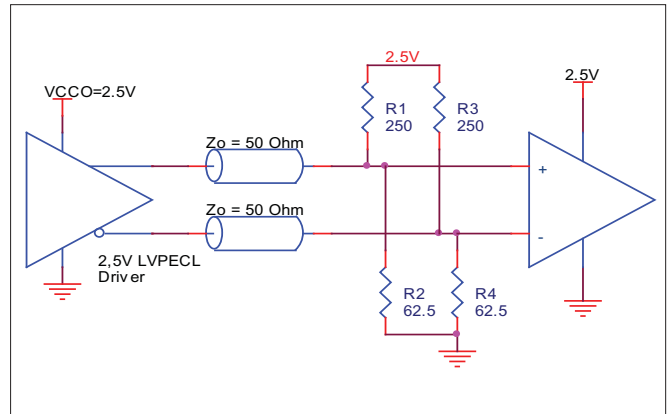 2.5V
2.5V
VCCO=2.5V
R1
250
R3
250
Zo = 50 Ohm
+
Zo = 50 Ohm
-
2,5V LVPECL
Driver
R2
62.5
R4
62.5